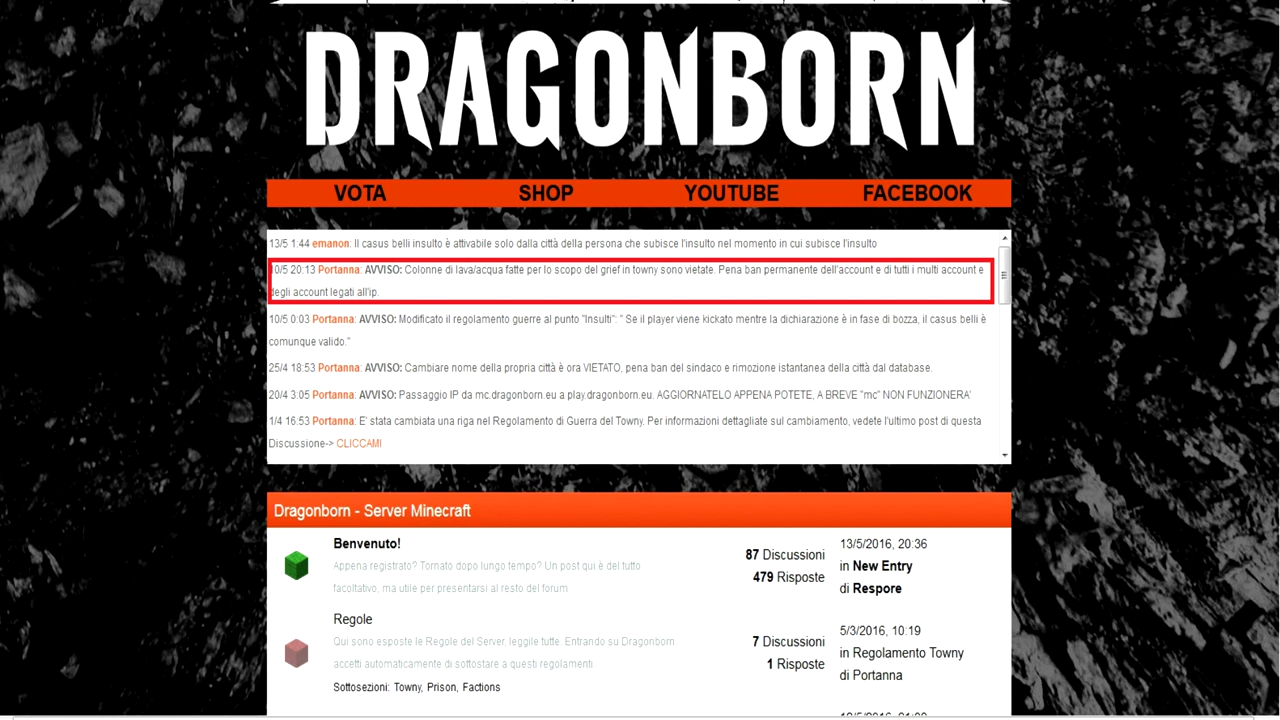 DRAGONBORN
VOTA SHOP YOUTUBE FACEBOOK
13/5 1:44 emanon: Il casus belli insulto è attivabile solo dalla città della persona che subisce l'insulto nel momento in cui subisce l'insulto
10/5 20:13 Portanna: AVVISO: Colonne di lava/acqua fatte per lo scopo del grief in towny sono vietate. Pena ban permanente dell'account e di tutti i multi account e
degli account legati all'ip.
10/5 0:03 Portanna: AVVISO: Modificato il regolamento guerre al punto "Insulti": " Se il player viene kickato mentre la dichiarazione è in fase di bozza, il casus belli è
comunque valido."
25/4 18:53 Portanna: AVVISO: Cambiare nome della propria città è ora VIETATO, pena ban del sindaco e rimozione istantanea della città dal database.
20/4 3:05 Portanna: AVVISO: Passaggio IP da mc.dragonborn.eu a play.dragonborn.eu. AGGIORNATELO APPENA POTETE, A BREVE "mc" NON FUNZIONERA'
1/4 16:53 Portanna: E' stata cambiata una riga nel Regolamento di Guerra del Towny. Per informazioni dettagliate sul cambiamento, vedete l'ultimo post di questa
Discussione-> CLICCAMI
Dragonborn - Server Minecraft
Benvenuto!
Appena registrato? Tornato dopo lungo tempo? Un post qui è del tutto
facoltativo, ma utile per presentarsi al resto del forum
87 Discussioni
479 Risposte
13/5/2016, 20:36
in New Entry
di Respore
Regole
Qui sono esposte le Regole del Server, leggile tutte. Entrando su Dragonborn
accetti automaticamente di sottostare a questi regolamenti.
Sottosezioni: Towny, Prison, Factions
7 Discussioni
1 Risposte
5/3/2016, 10:19
in Regolamento Towny
di Portanna